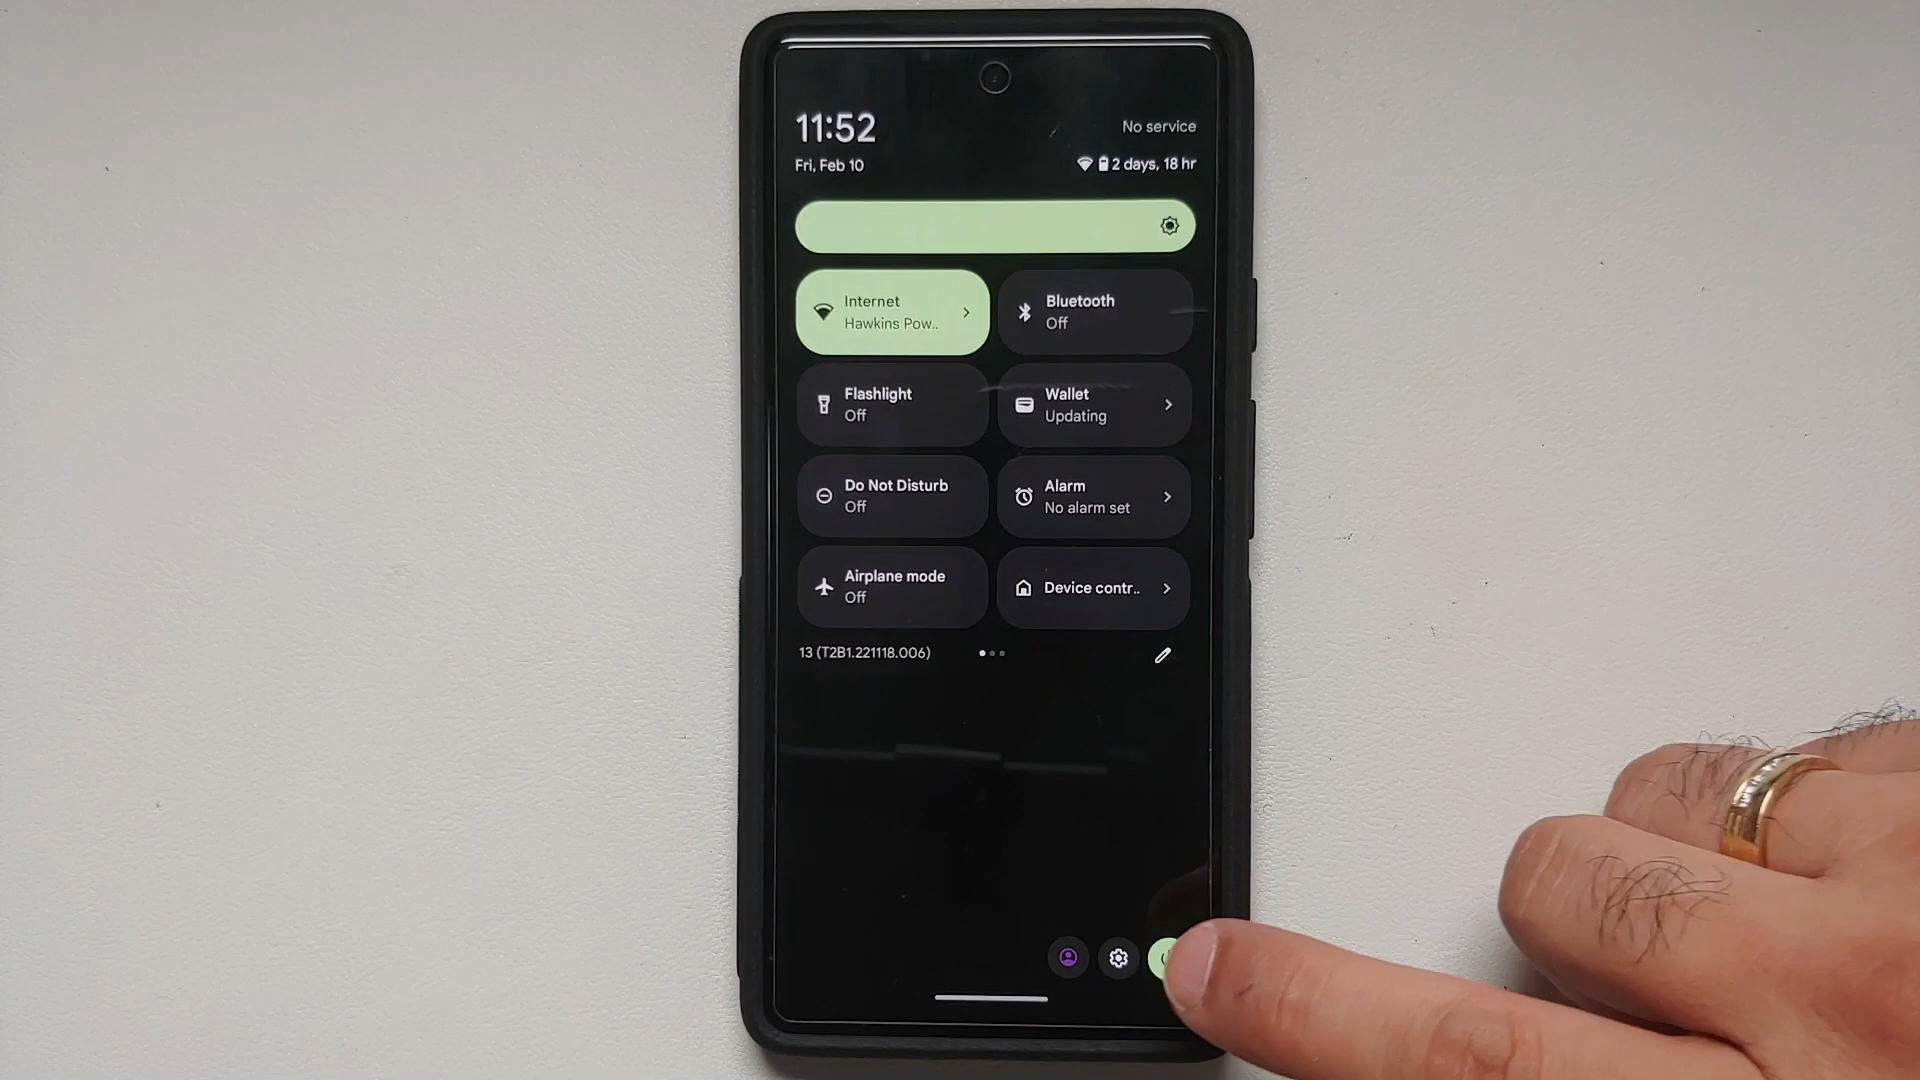 11:52
No service
Fri, Feb 10
2 days, 18 hr
Internet
Hawkins Pow..
Bluetooth
Off
Flashlight
Off
Wallet
Updating
Do Not Disturb
Off
Alarm
No alarm set
Airplane mode
Off
Device contr..
13 (T2B1.221118.006)